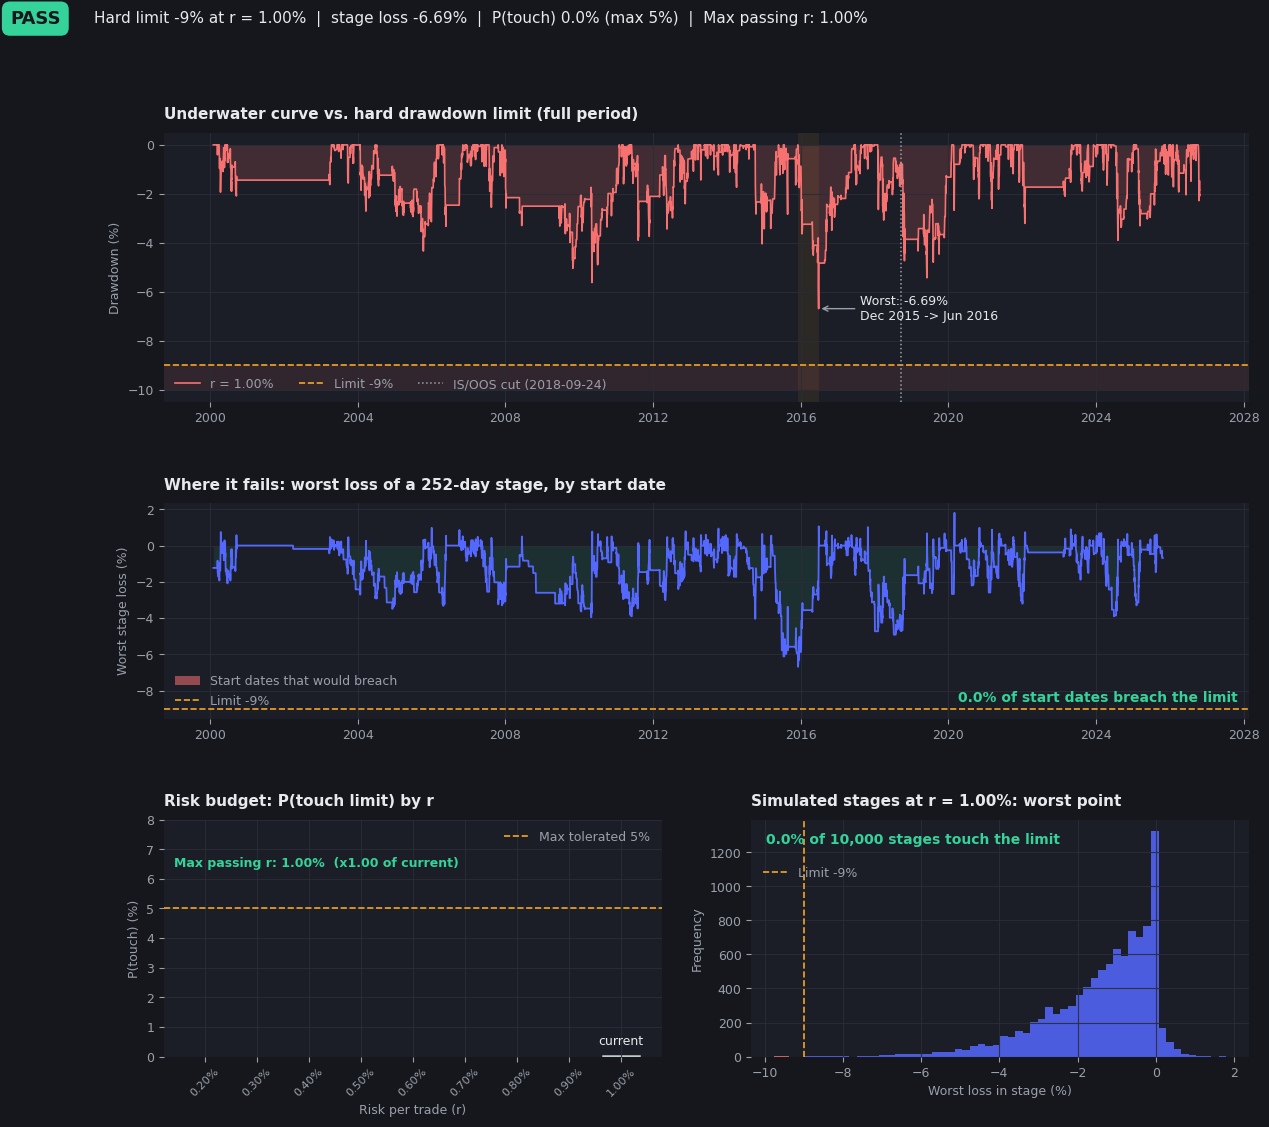 PASS
Hard limit -9% at r = 1.00% | stage loss -6.69% | P(touch) 0.0% (max 5%) | Max passing r: 1.00%
Underwater curve vs. hard drawdown limit (full period)
Drawdown (%)
0
−2
−4
−6
−8
−10
Worst: -6.69%
Dec 2015 -> Jun 2016
r = 1.00%
Limit -9%
IS/OOS cut (2018-09-24)
2000 2004 2008 2012 2016 2020 2024 2028
Where it fails: worst loss of a 252-day stage, by start date
Worst stage loss (%)
2
0
−2
−4
−6
−8
Start dates that would breach
Limit -9%
0.0% of start dates breach the limit
2000 2004 2008 2012 2016 2020 2024 2028
Risk budget: P(touch limit) by r
P(touch) (%)
8
7
6
5
4
3
2
1
0
Max tolerated 5%
Max passing r: 1.00% (x1.00 of current)
current
0.20% 0.30% 0.40% 0.50% 0.60% 0.70% 0.80% 0.90% 1.00%
Risk per trade (r)
Simulated stages at r = 1.00%: worst point
Frequency
1200
1000
800
600
400
200
0
0.0% of 10,000 stages touch the limit
Limit -9%
−10 −8 −6 −4 −2 0 2
Worst loss in stage (%)